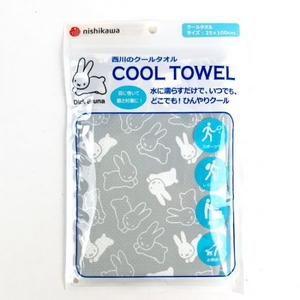 nishikawa
クールタオル
サイズ：25×100cm
西川のクールタオル
COOL TOWEL
Dick Bruna
首に巻いて
暑さ対策に！
水に濡らすだけで、いつでも、
どこでも！ひんやりクール